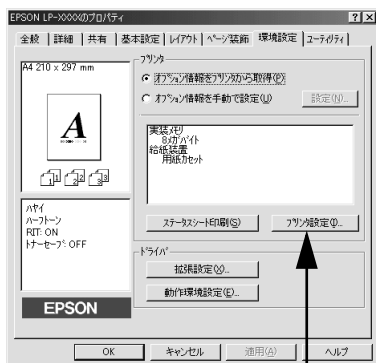 EPSON LP-XXXXのプロパティ
全般 詳細 共有 基本設定 レイアウト ページ装飾 環境設定 ユーティリティ
A4 210 x 297 mm
A
1 1 2 2 3 3
ハヤイ
ハーフトーン
RIT: ON
トナーセーブ: OFF
EPSON
プリンタ
オプション情報をプリンタから取得(P)
オプション情報を手動で設定(U)
設定(N)...
実装メモリ
8メガバイト
給紙装置
用紙カセット
ステータスシート印刷(S)
プリンタ設定(I)...
ドライバ
拡張設定(X)...
動作環境設定(E)...
OK
キャンセル
適用(A)
ヘルプ